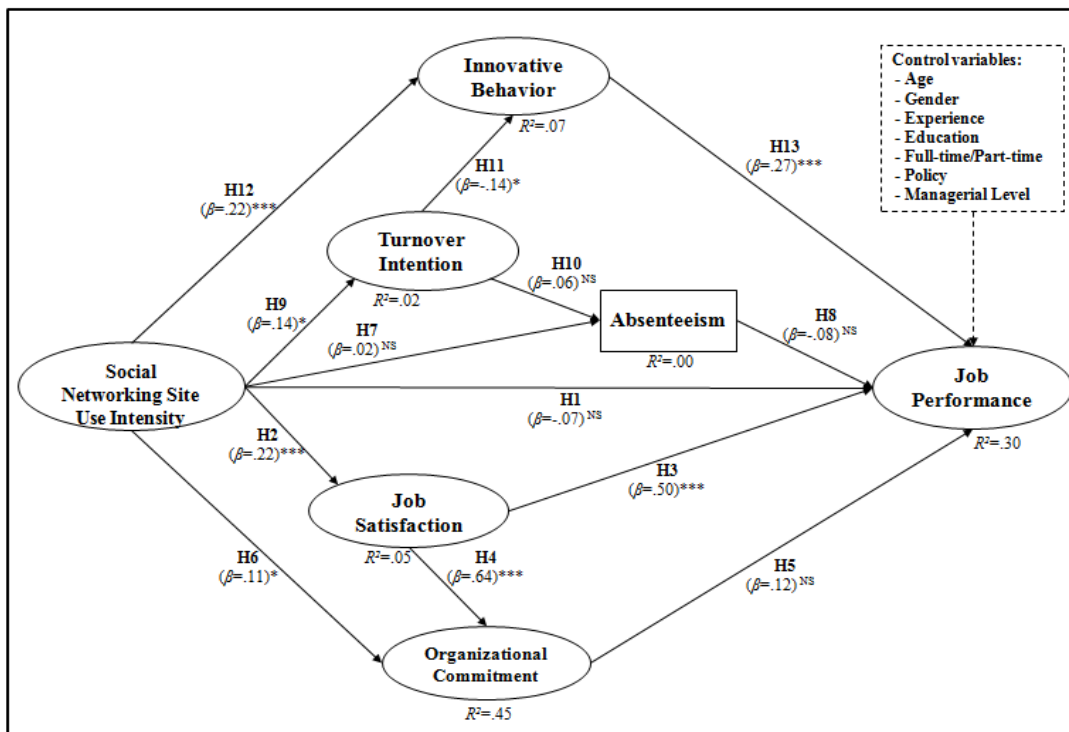 Innovative
Behavior
R²=.07
Control variables:
- Age
- Gender
- Experience
- Education
- Full-time/Part-time
- Policy
- Managerial Level
H13
(β=.27)***
H11
(β=-.14)*
H12
(β=.22)***
Turnover
Intention
R²=.02
H10
(β=.06)NS
H9
(β=.14)*
H7
(β=.02)NS
Absenteeism
R²=.00
H8
(β=-.08)NS
Social
Networking Site
Use Intensity
H1
(β=-.07)NS
Job
Performance
R²=.30
H2
(β=.22)***
H3
(β=.50)***
Job
Satisfaction
R²=.05
H4
(β=.64)***
H6
(β=.11)*
H5
(β=.12)NS
Organizational
Commitment
R²=.45